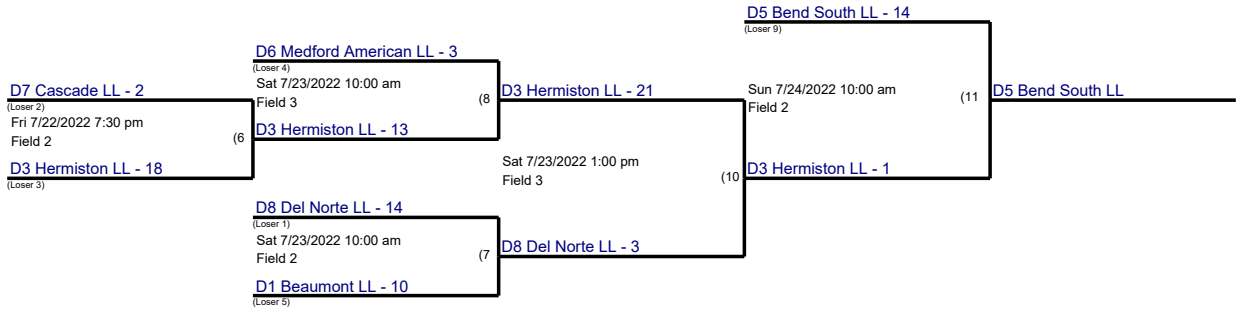 D5 Bend South LL - 14
(Loser 9)
D6 Medford American LL - 3
(Loser 4)
Sat 7/23/2022 10:00 am
Field 3
(8
D7 Cascade LL - 2
(Loser 2)
Fri 7/22/2022 7:30 pm
Field 2
(6
D3 Hermiston LL - 21
Sun 7/24/2022 10:00 am
Field 2
(11
D5 Bend South LL
D3 Hermiston LL - 13
D3 Hermiston LL - 18
(Loser 3)
Sat 7/23/2022 1:00 pm
Field 3
(10
D3 Hermiston LL - 1
D8 Del Norte LL - 14
(Loser 1)
Sat 7/23/2022 10:00 am
Field 2
(7
D8 Del Norte LL - 3
D1 Beaumont LL - 10
(Loser 5)